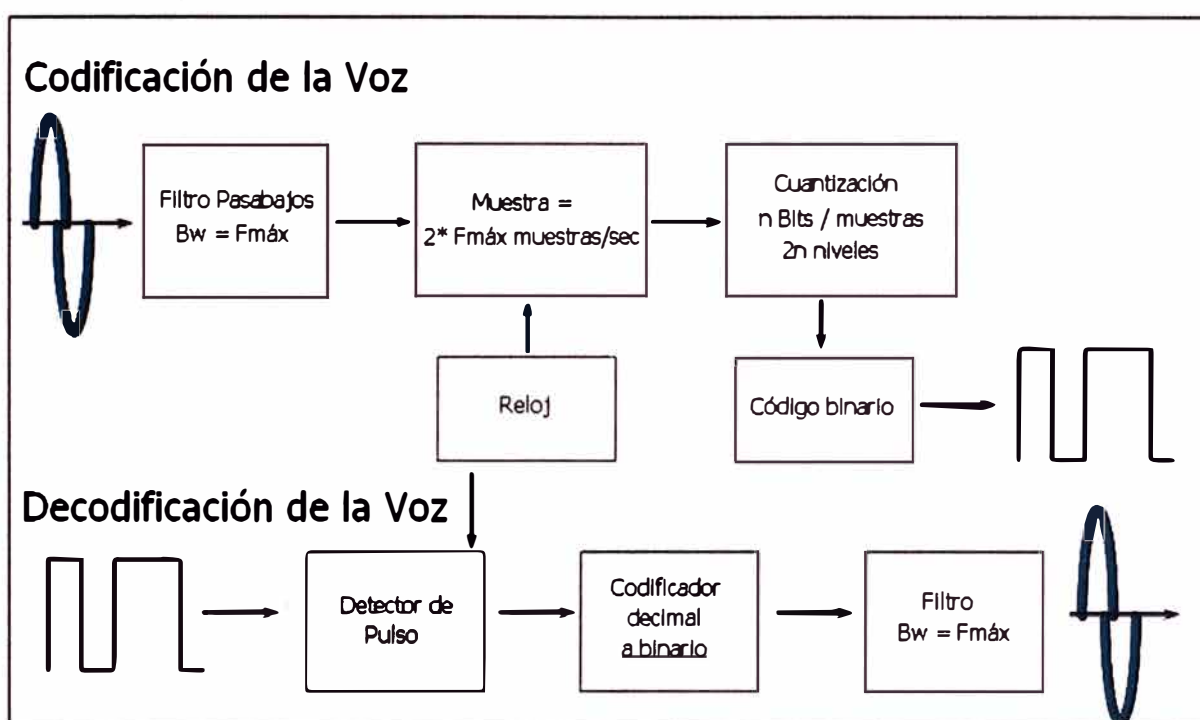 Codificación de la Voz
Filtro Pasabajos
Bw = Fmáx
Muestra =
2* Fmáx muestras/sec
Cuantización
n Bits / muestras
2n niveles
Reloj
Código binario
Decodificación de la Voz
Detector de
Pulso
Codificador
decimal
a binario
Filtro
Bw = Fmáx